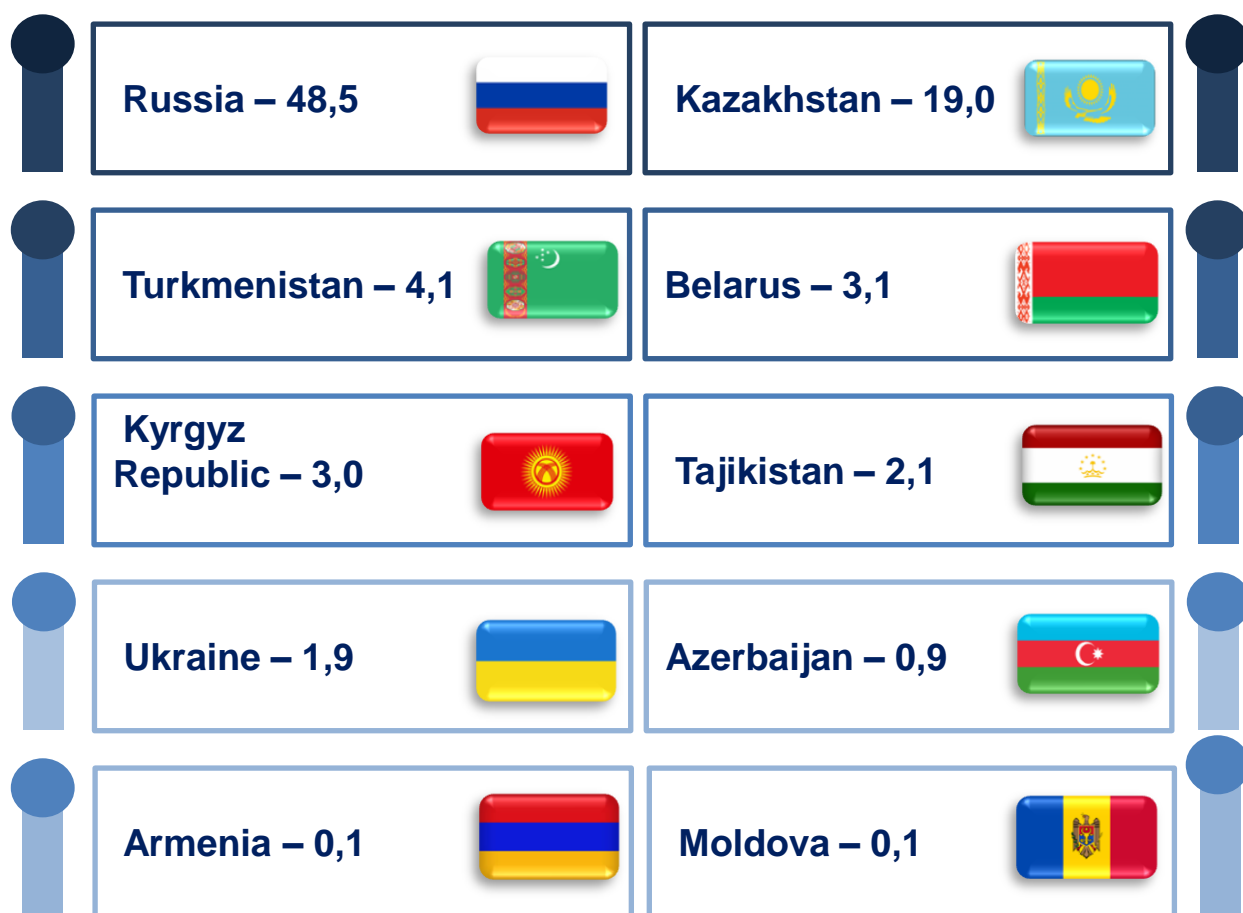 Russia – 48,5
Kazakhstan – 19,0
Turkmenistan – 4,1
Belarus – 3,1
Kyrgyz
Republic – 3,0
Tajikistan – 2,1
Ukraine – 1,9
Azerbaijan – 0,9
Armenia – 0,1
Moldova – 0,1